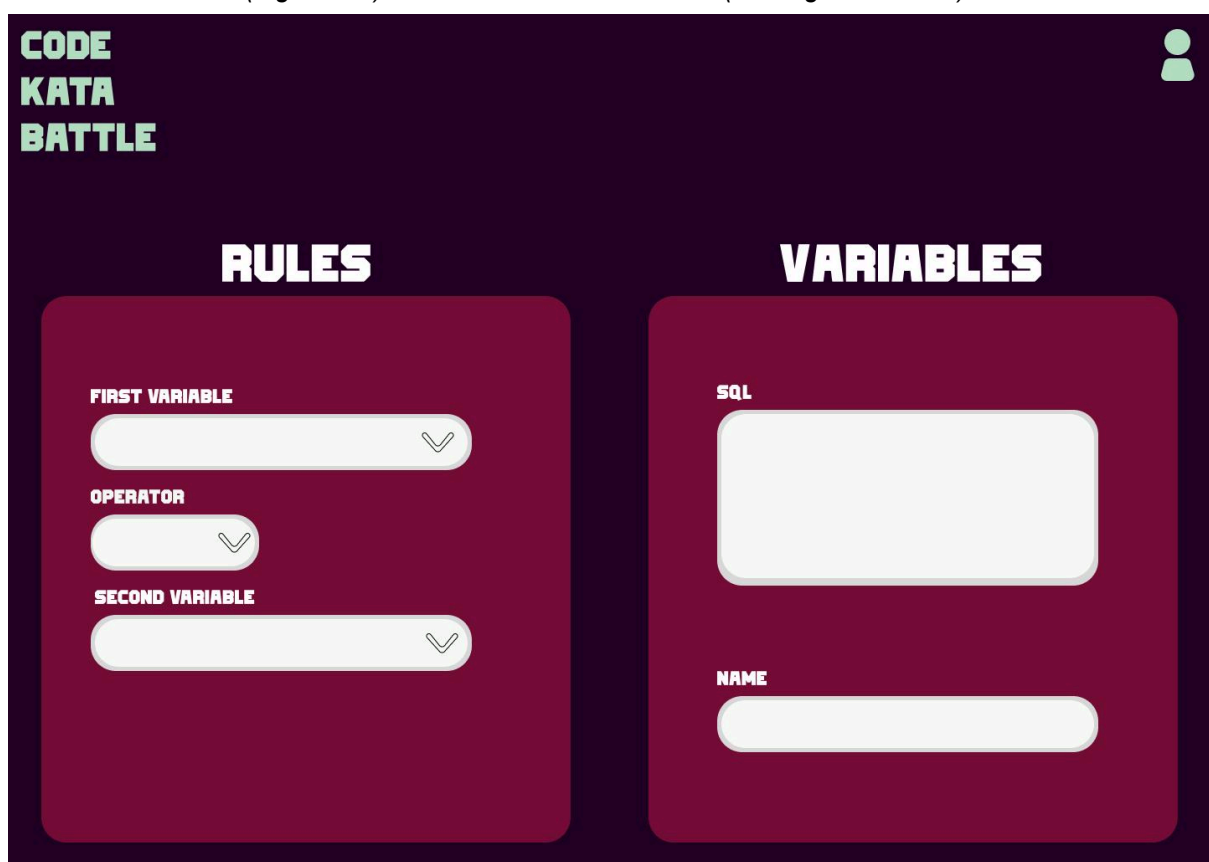 CODE
KATA
BATTLE
RULES
FIRST VARIABLE
OPERATOR
SECOND VARIABLE
VARIABLES
SQL
NAME